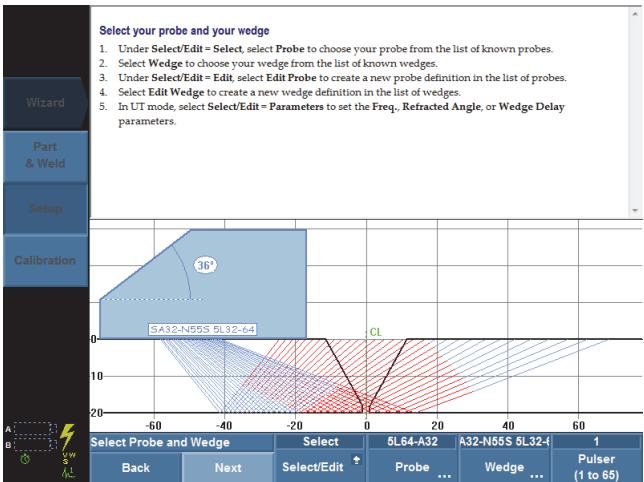 Select your probe and your wedge
1. Under Select/Edit = Select, select Probe to choose your probe from the list of known probes.
2. Select Wedge to choose your wedge from the list of known wedges.
3. Under Select/Edit = Edit, select Edit Probe to create a new probe definition in the list of probes.
4. Select Edit Wedge to create a new wedge definition in the list of wedges.
5. In UT mode, select Select/Edit = Parameters to set the Freq., Refracted Angle, or Wedge Delay
parameters.
Wizard
Part
& Weld
Setup
Calibration
36°
SA32-N55S 5L32-64
CL
0
10
20
-60 -40 -20 0 20 40 60
A
B
Select Probe and Wedge Select 5L64-A32 A32-N55S 5L32-6 1
Back Next Select/Edit Probe ... Wedge ... Pulser
(1 to 65)